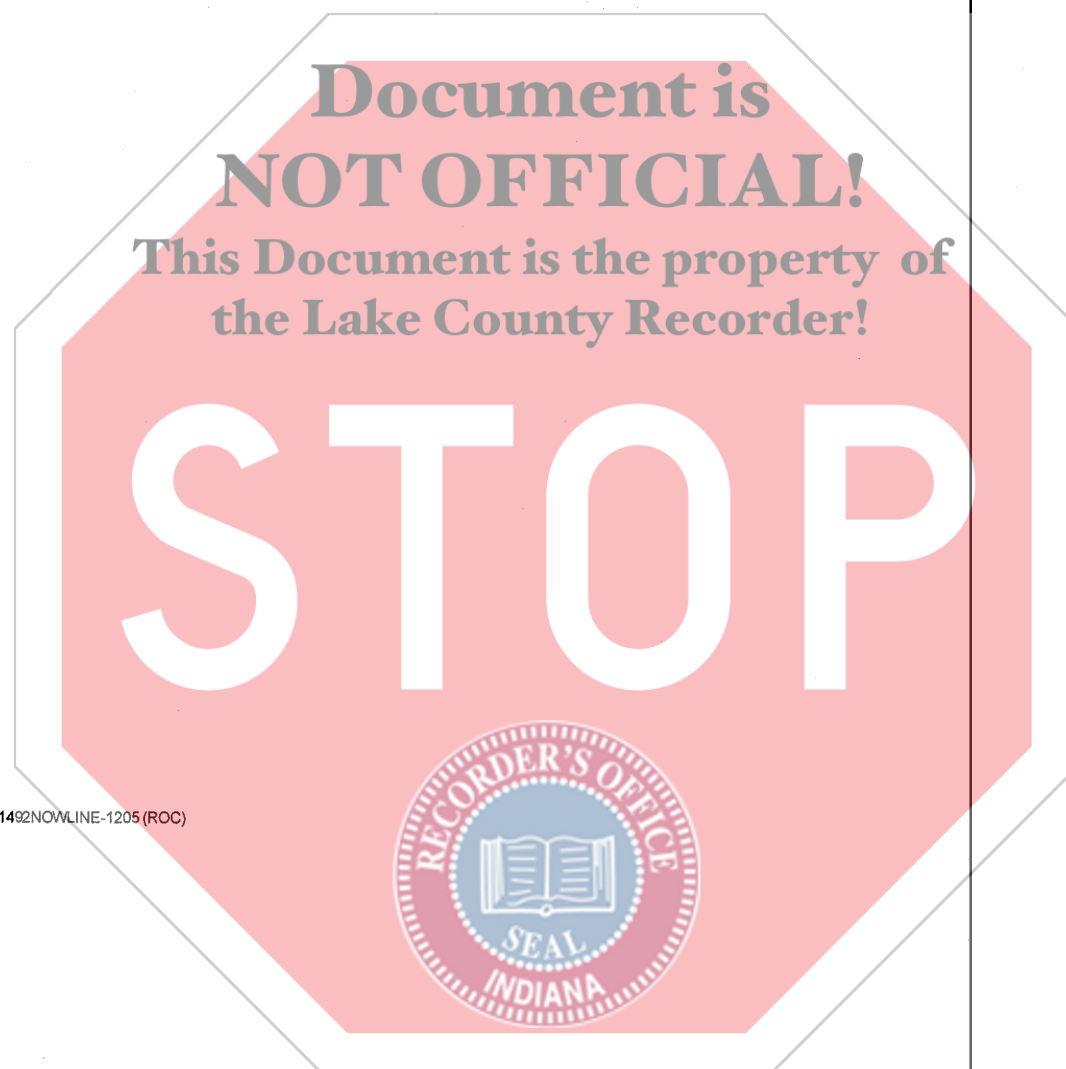 Document is
NOT OFFICIAL!
This Document is the property of
the Lake County Recorder!
STOP
RECORDER'S OFFICE
SEAL
INDIANA
1492NOWLINE-1205 (ROC)